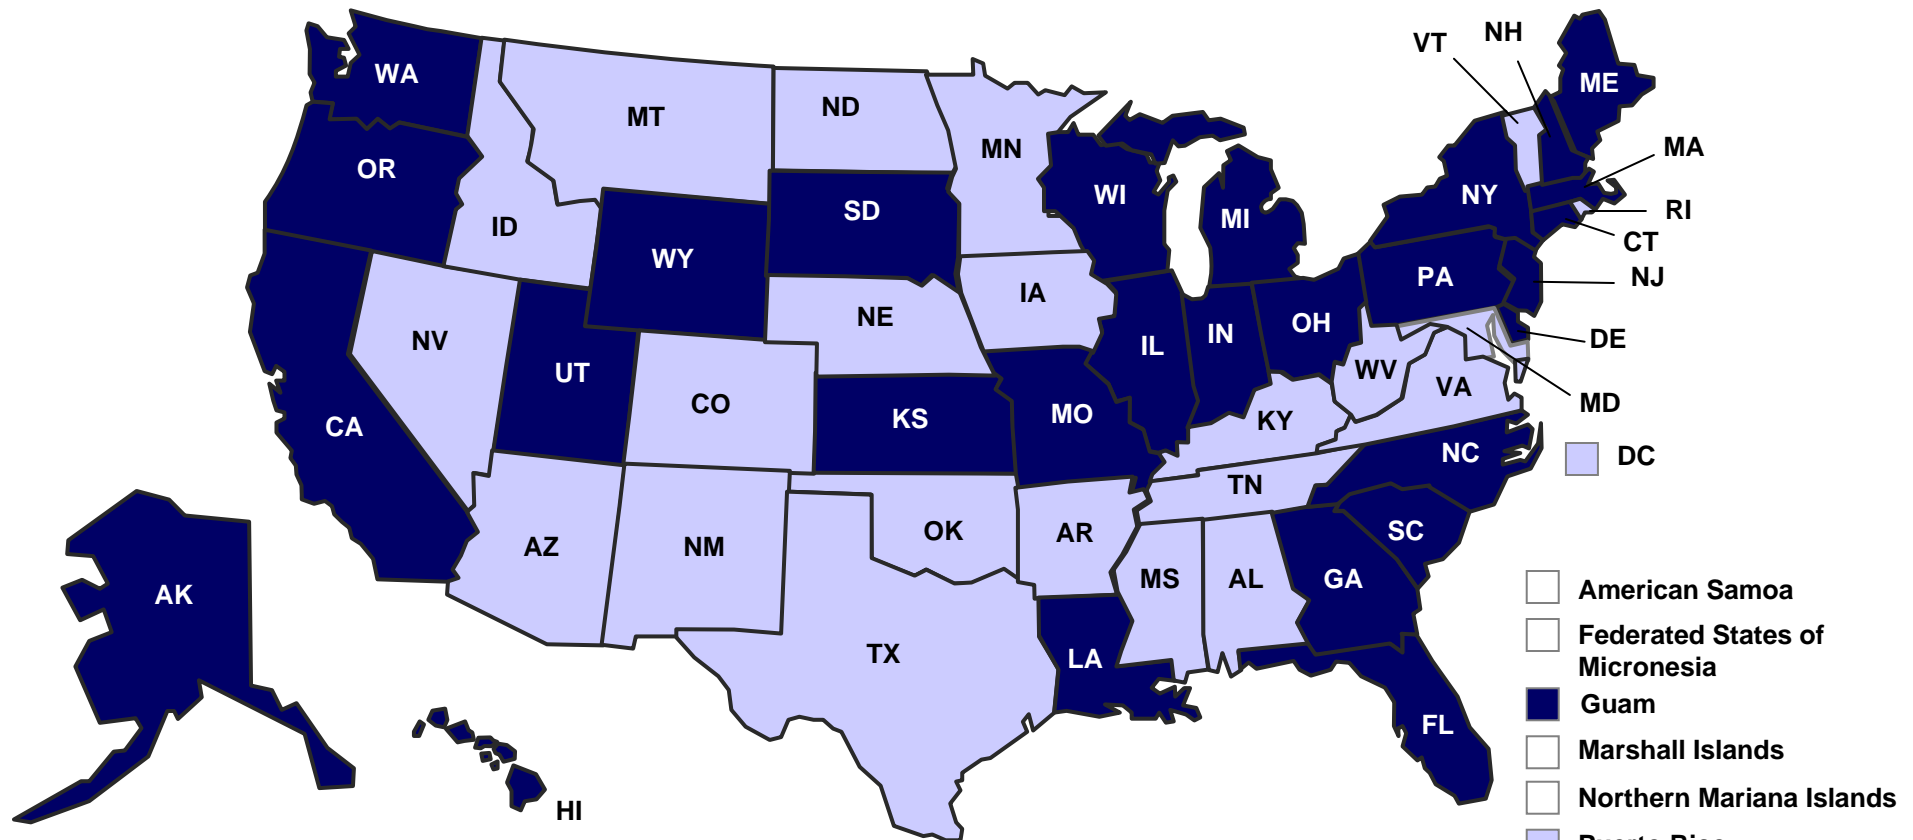 VT
NH
WA
ME
MT
ND
MN
MA
OR
WI
NY
SD
RI
MI
ID
CT
WY
PA
NJ
IA
NE
OH
IN
DE
NV
IL
WV
UT
VA
CO
MD
MO
KS
KY
CA
NC
DC
TN
SC
OK
AR
AZ
NM
MS
AL
GA
American Samoa
AK
Federated States of
Micronesia
TX
LA
Guam
FL
Marshall Islands
Northern Mariana Islands
HI
Puerto Rico